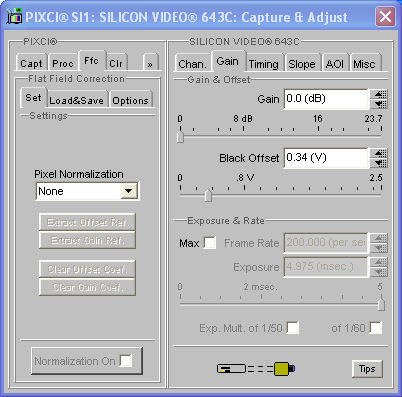 PIXCI® SI1: SILICON VIDEO® 643C: Capture & Adjust
PIXCI®
Capt Proc Ffc Clr »
Flat Field Correction
Set Load&Save Options
Settings
Pixel Normalization
None
Extract Offset Ref.
Extract Gain Ref.
Clear Offset Coef.
Clear Gain Coef.
Normalization On
SILICON VIDEO® 643C
Chan. Gain Timing Slope AOI Misc
Gain & Offset
Gain 0.0 (dB)
0 8 dB 16 23.7
Black Offset 0.34 (V)
0 .8 V 2.5
Exposure & Rate
Max Frame Rate 200.000 (per se
Exposure 4.975 (msec.)
0 2 msec. 5
Exp. Mult. of 1/50 of 1/60
Tips